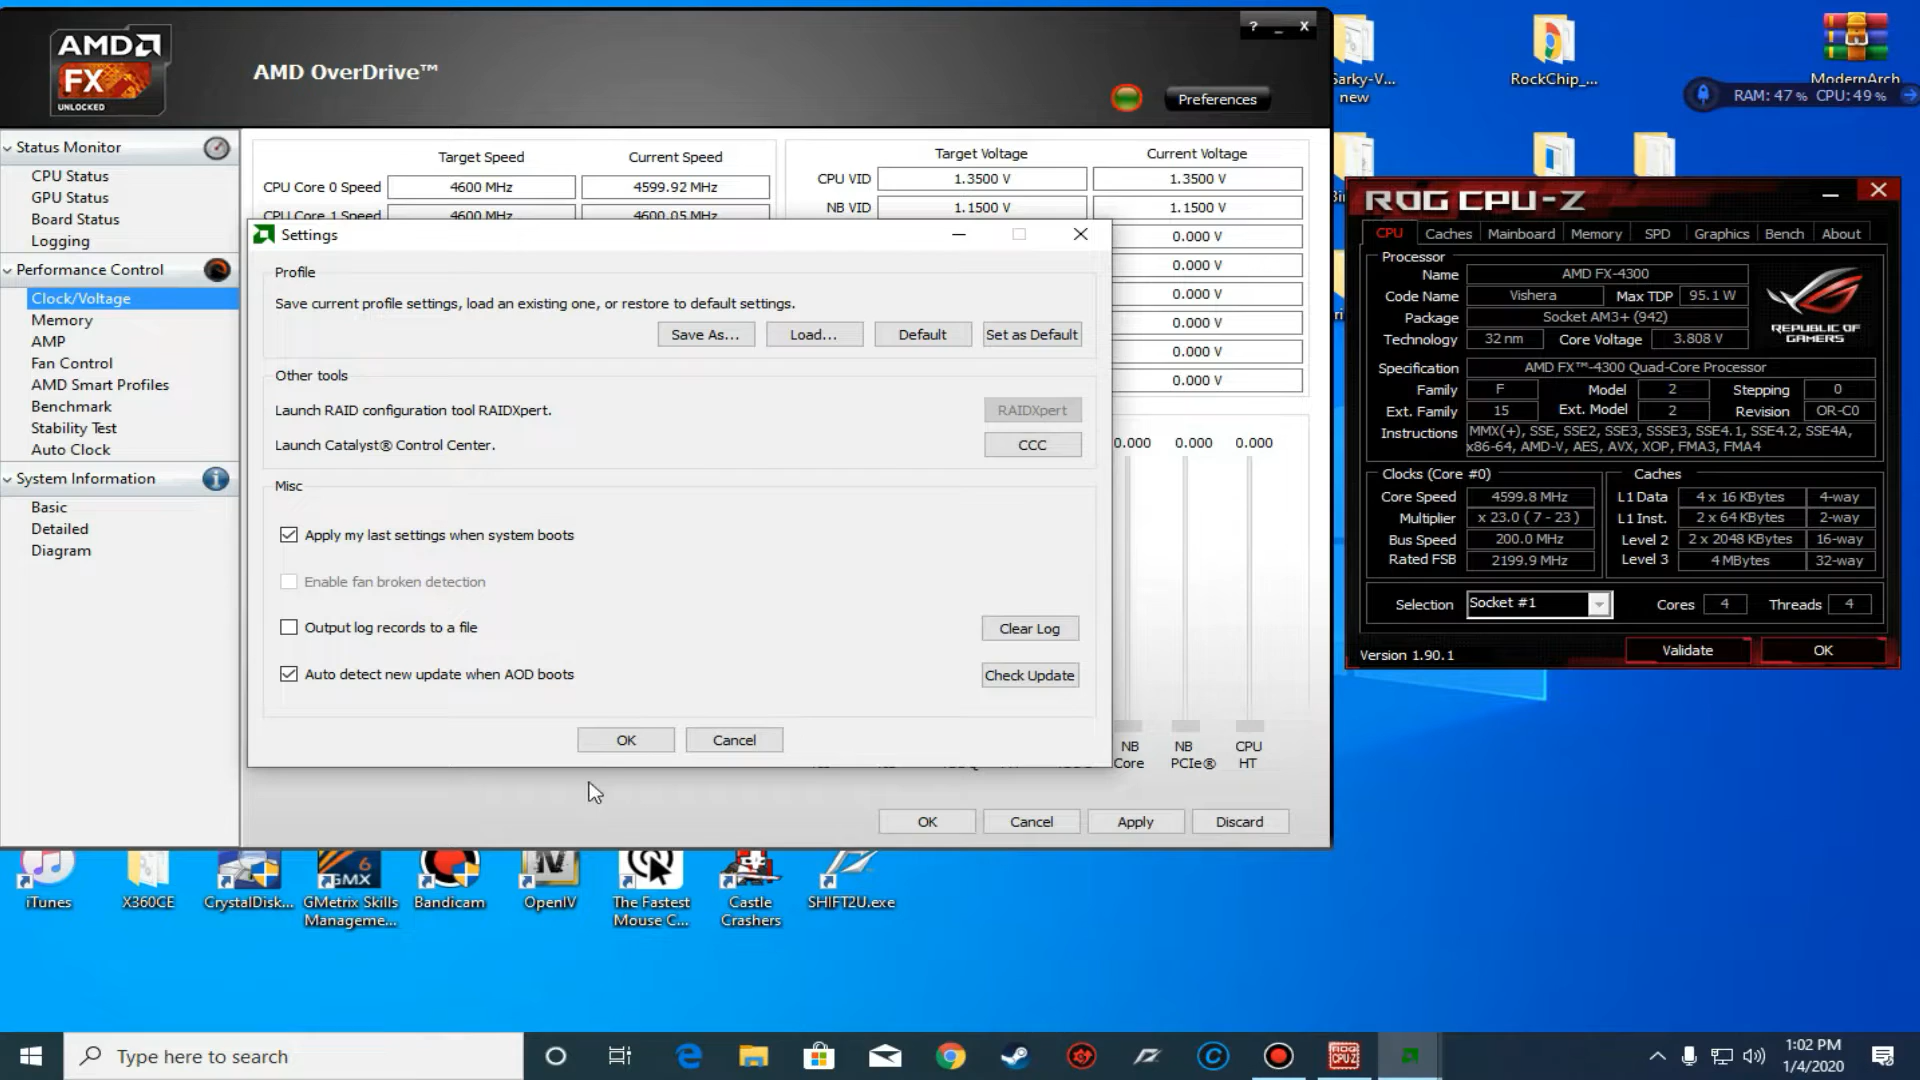 AMD
FX
UNLOCKED
AMD OverDrive™
? _ X
Preferences
Status Monitor
CPU Status
GPU Status
Board Status
Logging
Performance Control
Clock/Voltage
Memory
AMP
Fan Control
AMD Smart Profiles
Benchmark
Stability Test
Auto Clock
System Information
Basic
Detailed
Diagram
Target Speed Current Speed
CPU Core 0 Speed 4600 MHz 4599.92 MHz
CPU Core 1 Speed 4600 MHz 4600.05 MHz
Target Voltage Current Voltage
CPU VID 1.3500 V 1.3500 V
NB VID 1.1500 V 1.1500 V
0.000 V
0.000 V
0.000 V
0.000 V
0.000 V
0.000 V
0.000 0.000 0.000
NB Core
NB PCIe®
CPU HT
OK Cancel Apply Discard
Settings
Profile
Save current profile settings, load an existing one, or restore to default settings.
Save As... Load... Default Set as Default
Other tools
Launch RAID configuration tool RAIDXpert. RAIDXpert
Launch Catalyst® Control Center. CCC
Misc
Apply my last settings when system boots
Enable fan broken detection
Output log records to a file Clear Log
Auto detect new update when AOD boots Check Update
OK Cancel
Sarky-V...
new
RockChip_...
ModernArch
RAM: 47 % CPU: 49 %
ROG CPU-Z
CPU Caches Mainboard Memory SPD Graphics Bench About
Processor
Name AMD FX-4300
Code Name Vishera Max TDP 95.1 W
Package Socket AM3+ (942)
Technology 32 nm Core Voltage 3.808 V
REPUBLIC OF
GAMERS
Specification AMD FX™-4300 Quad-Core Processor
Family F Model 2 Stepping 0
Ext. Family 15 Ext. Model 2 Revision OR-C0
Instructions MMX(+), SSE, SSE2, SSE3, SSSE3, SSE4.1, SSE4.2, SSE4A,
x86-64, AMD-V, AES, AVX, XOP, FMA3, FMA4
Clocks (Core #0) Caches
Core Speed 4599.8 MHz L1 Data 4 x 16 KBytes 4-way
Multiplier x 23.0 ( 7 - 23 ) L1 Inst. 2 x 64 KBytes 2-way
Bus Speed 200.0 MHz Level 2 2 x 2048 KBytes 16-way
Rated FSB 2199.9 MHz Level 3 4 MBytes 32-way
Selection Socket #1 Cores 4 Threads 4
Version 1.90.1 Validate OK
iTunes
X360CE
CrystalDisk...
6
GMX
GMetrix Skills
Manageme...
Bandicam
OpenIV
The Fastest
Mouse C...
Castle
Crashers
SHIFT2U.exe
Type here to search
ROG
CPU-Z
1:02 PM
1/4/2020